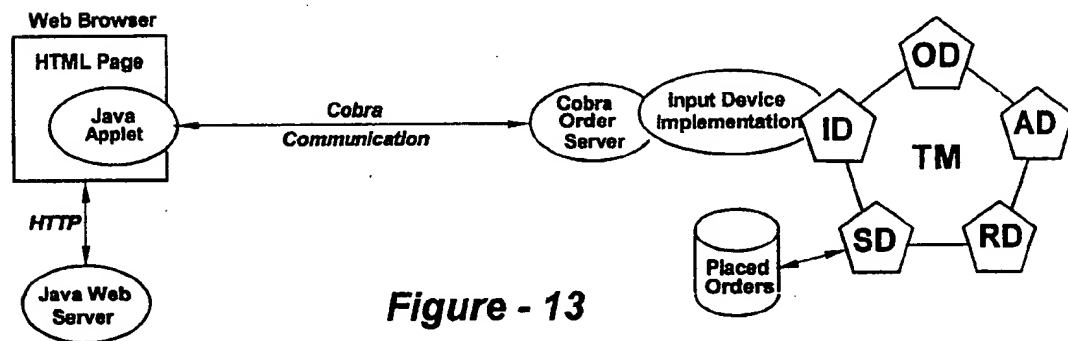 Web Browser
HTML Page
Java
Applet
HTTP
Java Web
Server
Cobra
Communication
Cobra
Order
Server
Input Device
Implementation
ID
OD
AD
RD
SD
TM
Placed
Orders
Figure - 13